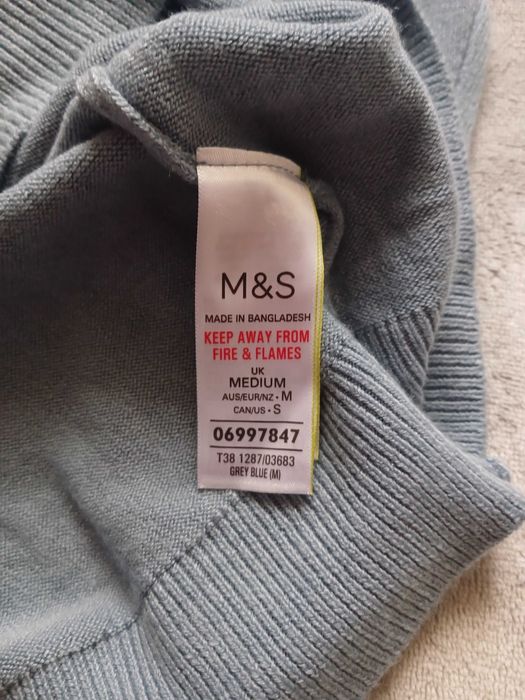 M&S
MADE IN BANGLADESH
KEEP AWAY FROM
FIRE & FLAMES
UK
MEDIUM
AUS/EUR/NZ • M
CAN/US • S
06997847
T38 1287/03683
GREY BLUE (M)